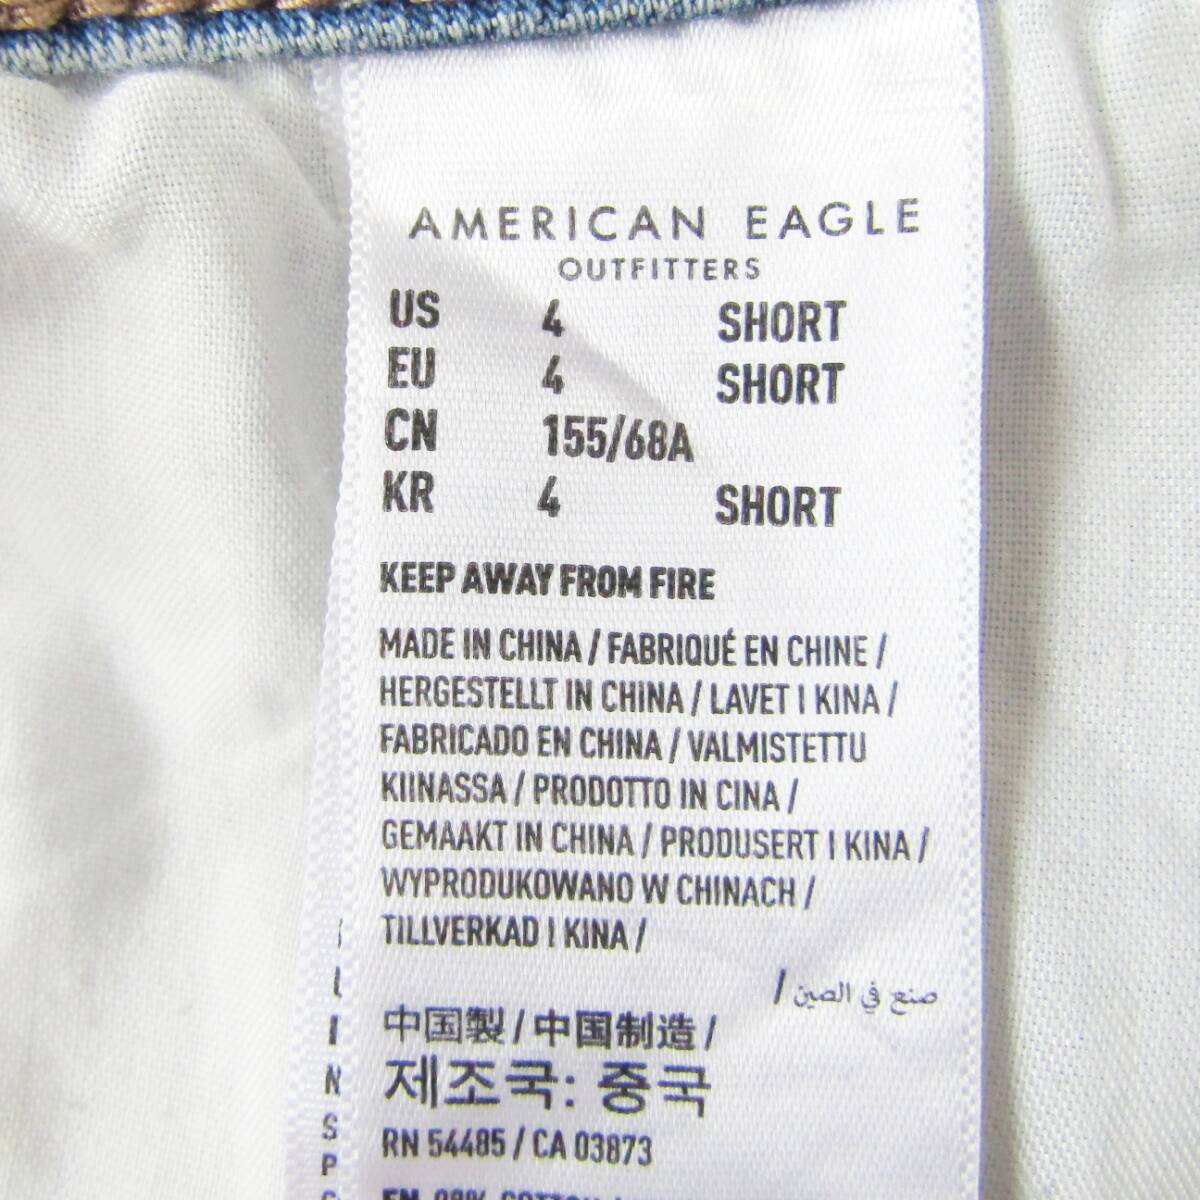 AMERICAN EAGLE
OUTFITTERS
US 4 SHORT
EU 4 SHORT
CN 155/68A
KR 4 SHORT
KEEP AWAY FROM FIRE
MADE IN CHINA / FABRIQUÉ EN CHINE /
HERGESTELLT IN CHINA / LAVET I KINA /
FABRICADO EN CHINA / VALMISTETTU
KIINASSA / PRODOTTO IN CINA /
GEMAAKT IN CHINA / PRODUSERT I KINA /
WYPRODUKOWANO W CHINACH /
TILLVERKAD I KINA /
صنع في الصين /
中国製 / 中国制造 /
제조국: 중국
RN 54485 / CA 03873